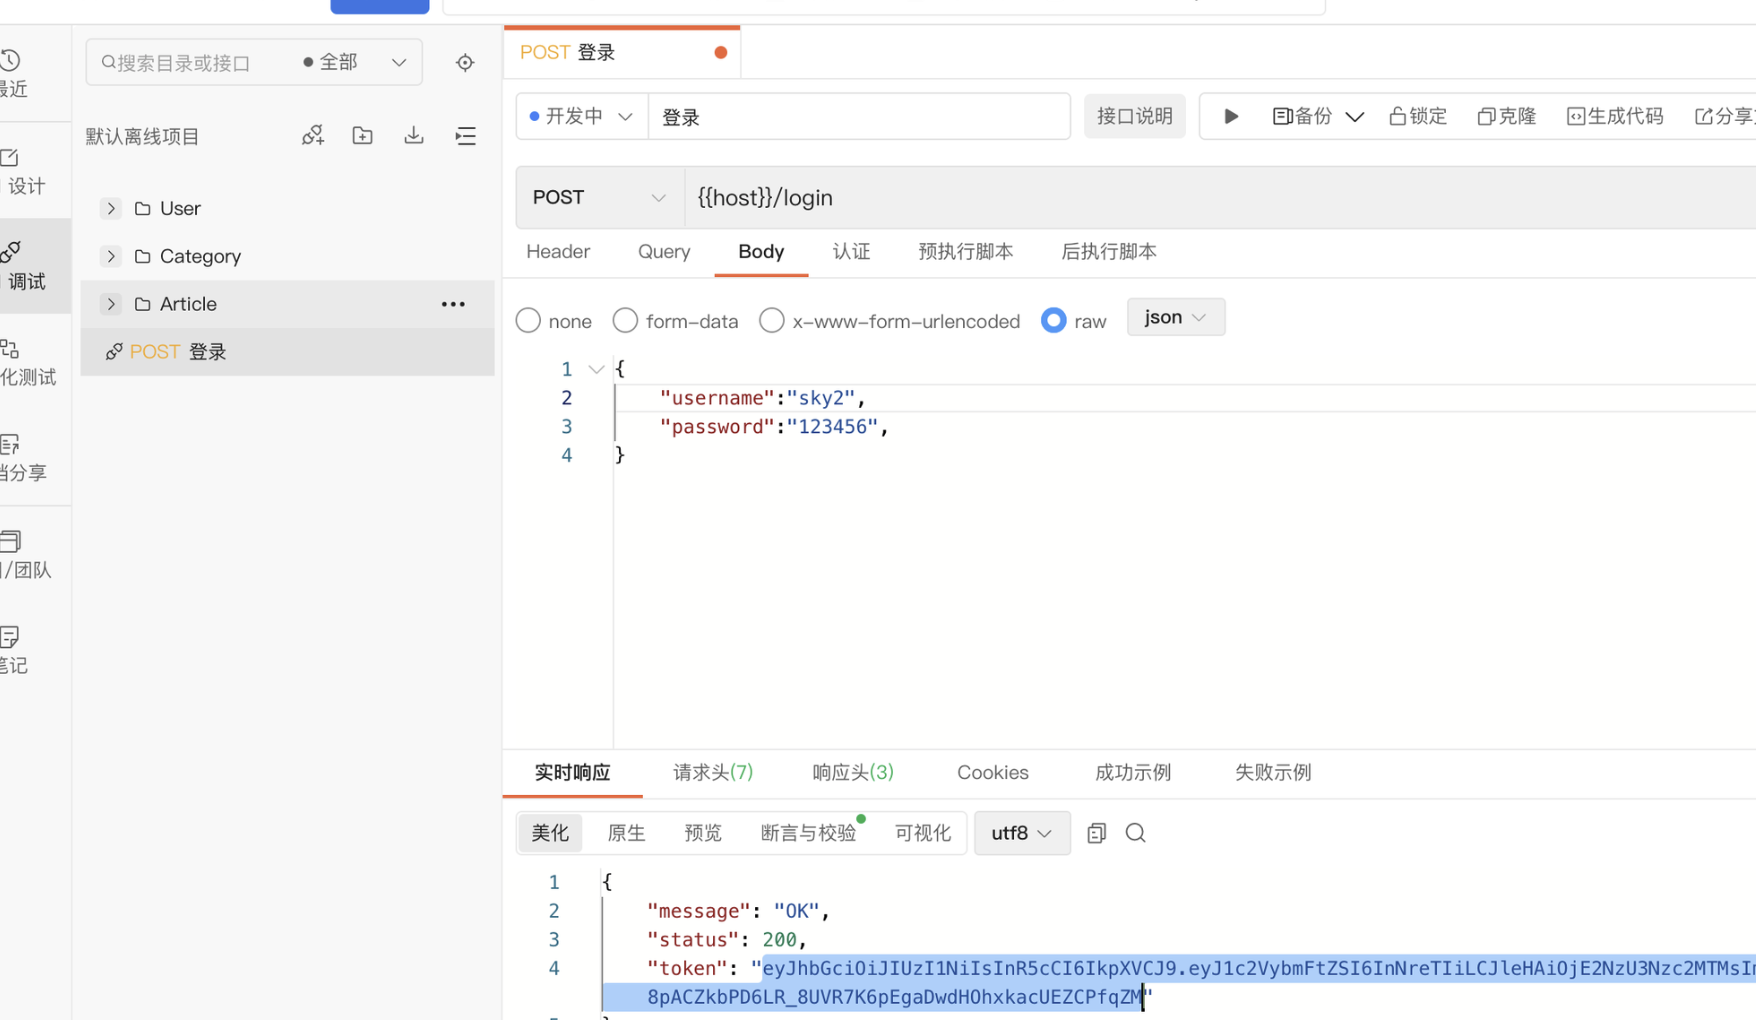 最近
设计
调试
化测试
分享
/团队
笔记
搜索目录或接口
全部
默认离线项目
User
Category
Article
POST 登录
POST 登录
开发中
登录
接口说明
备份
锁定
克隆
生成代码
分享
POST
{{host}}/login
Header
Query
Body
认证
预执行脚本
后执行脚本
none
form-data
x-www-form-urlencoded
raw
json
1 {
2 "username":"sky2",
3 "password":"123456",
4 }
实时响应
请求头(7)
响应头(3)
Cookies
成功示例
失败示例
美化
原生
预览
断言与校验
可视化
utf8
1 {
2 "message": "OK",
3 "status": 200,
4 "token": "eyJhbGciOiJIUzI1NiIsInR5cCI6IkpXVCJ9.eyJ1c2VybmFtZSI6InNreTIiLCJleHAiOjE2NzU3Nzc2MTMsIm
8pACZkbPD6LR_8UVR7K6pEgaDwdHOhxkacUEZCPfqZM"